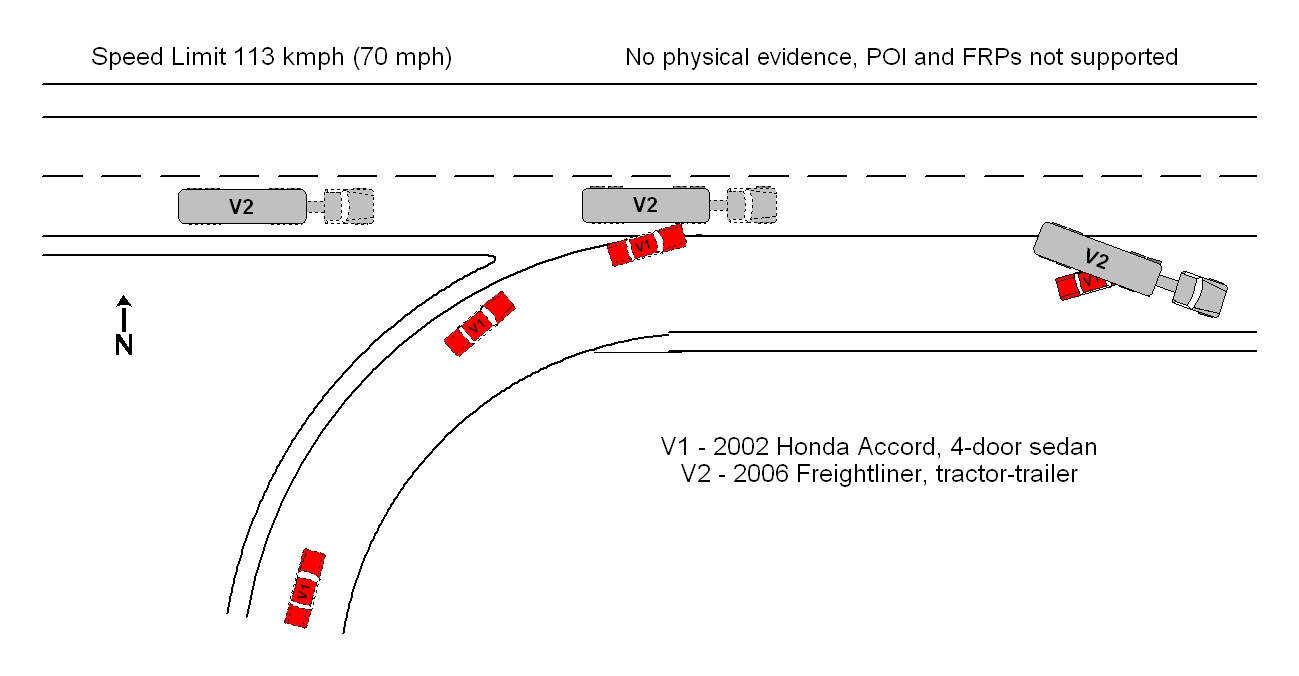 Speed Limit 113 kmph (70 mph)
No physical evidence, POI and FRPs not supported
V2
V2
V1
V2
V1
V1
N
V1 - 2002 Honda Accord, 4-door sedan
V2 - 2006 Freightliner, tractor-trailer
V1